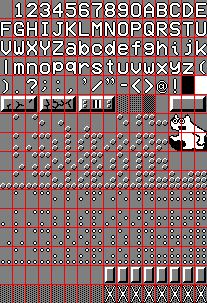 1234567890ABCDE
FGHIJKLMNOPQRSTU
VWXYZabcdefghijk
lmnopqrstuvwxyz(
).?;:,'/"-<>@!